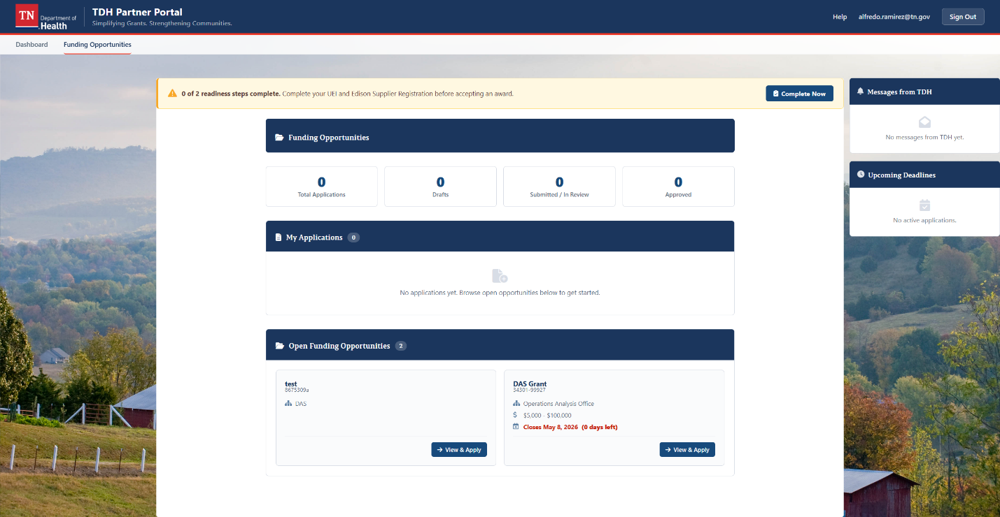 TN
Department of
Health
TDH Partner Portal
Simplifying Grants. Strengthening Communities.
Help
alfredo.ramirez@tn.gov
Sign Out
Dashboard
Funding Opportunities
0 of 2 readiness steps complete. Complete your UEI and Edison Supplier Registration before accepting an award.
Complete Now
Funding Opportunities
0
Total Applications
0
Drafts
0
Submitted / In Review
0
Approved
My Applications 0
No applications yet. Browse open opportunities below to get started.
Open Funding Opportunities 2
test
8675309a
DAS
View & Apply
DAS Grant
34301-99927
Operations Analysis Office
$ $5,000 - $100,000
Closes May 8, 2026 (0 days left)
View & Apply
Messages from TDH
No messages from TDH yet.
Upcoming Deadlines
No active applications.